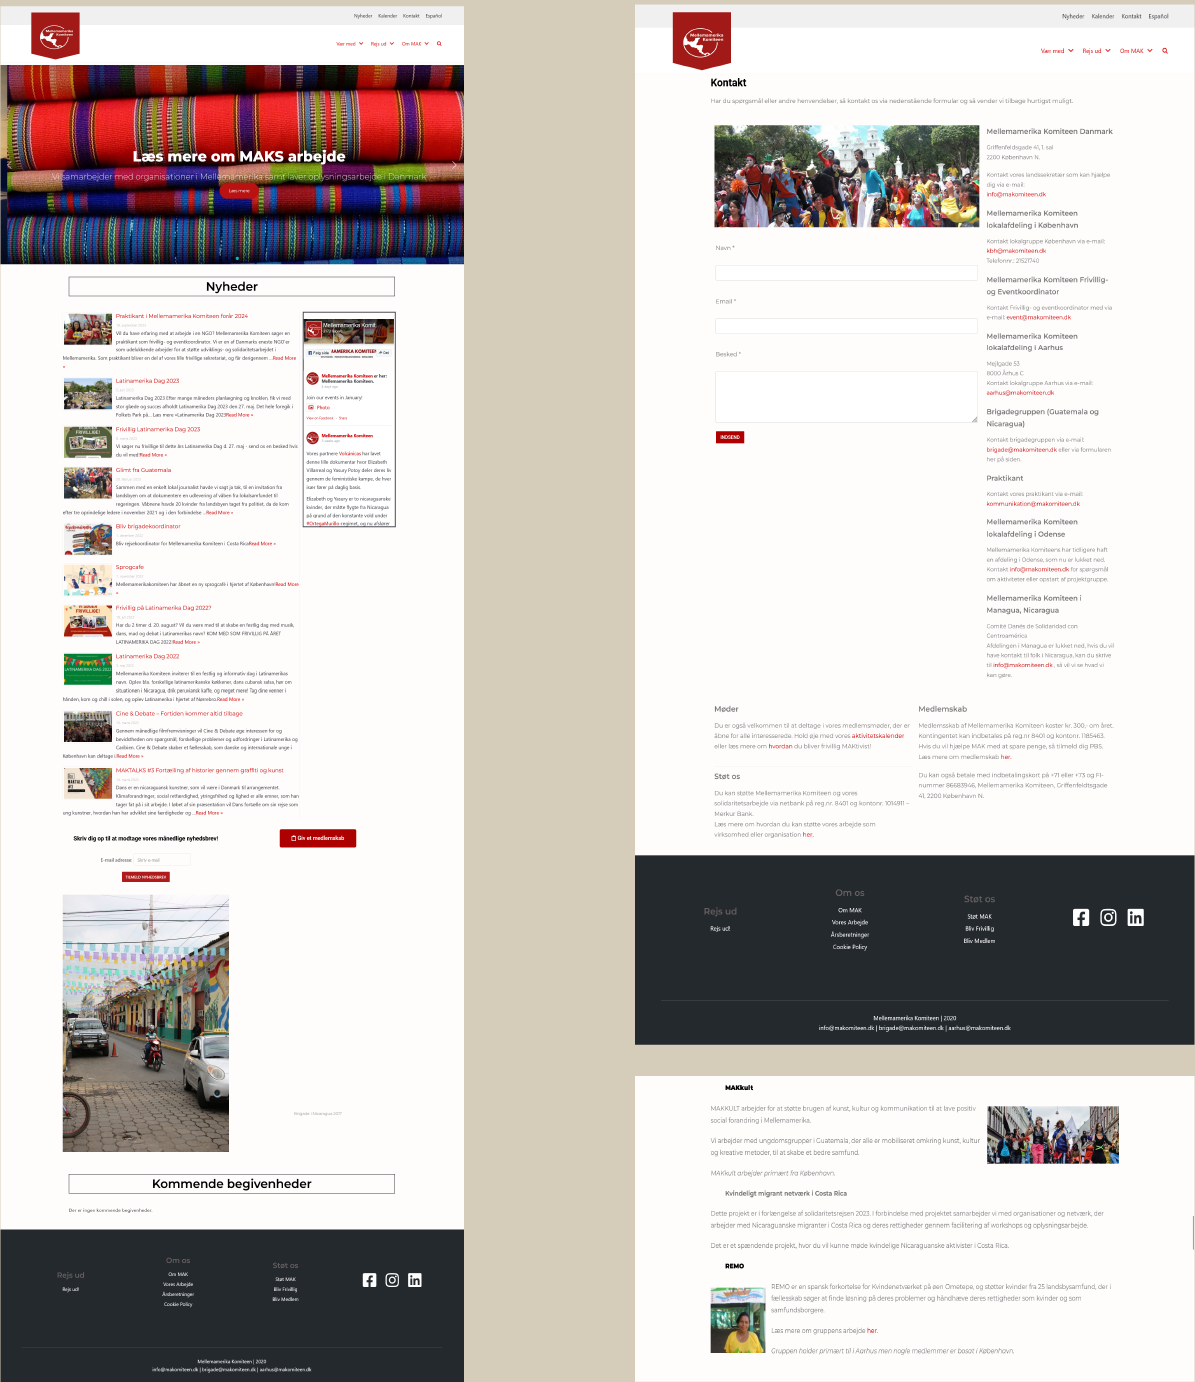 Nyheder Kalender Kontakt Español
Mellemamerika
Komiteen
Vær med Rejs ud Om MAK
Læs mere om MAKS arbejde
Vi samarbejder med organisationer i Mellemamerika samt laver oplysningsarbejde i Danmark
Læs mere
Nyheder
Praktikant i Mellemamerika Komiteen forår 2024
Vil du have erfaring med at arbejde i en NGO? Mellemamerika Komiteen søger en
praktikant som frivillig- og eventkoordinator. Vi er en af Danmarks eneste NGO'er
som udelukkende arbejder for at støtte udviklings- og solidaritetsarbejdet i
Mellemamerika. Som praktikant bliver en del af vores lille frivillige sekretariat, og får dengennem ...Read More
»
Latinamerika Dag 2023
Latinamerika Dag 2023 Efter mange måneders planlægning og knoklen, fik vi med
stor glæde og succes afholdt Latinamerika Dag 2023 den 27. maj. Det hele foregik i
Folkets Park på... Læs mere »Latinamerika Dag 2023Read More »
Frivillig Latinamerika Dag 2023
Vi søger nu frivillige til dette års Latinamerika Dag d. 27. maj - send os en besked hvis
du vil med!Read More »
Glimt fra Guatemala
Sammen med en enkelt lokal journalist havde vi sagt ja tak, til en invitation fra
landsbyen om at dokumentere en udlevering af våben fra lokalsamfundet til
regeringen. Våbnene havde 20 kvinder fra landsbyen taget fra politiet, da de kom
efter tre oprindelige ledere i november 2021 og i den forbindelse ...Read More »
Bliv brigadekoordinator
Bliv rejsekoordinator for Mellemamerika Komiteen i Costa RicaRead More »
Sprogcafe
Mellemamerikakomiteen har åbnet en ny sprogcafé i hjertet af København!Read More
»
Frivillig på Latinamerika Dag 2022?
Har du 2 timer d. 20. august? Vil du være med til at skabe en festlig dag med musik,
dans, mad og debat i Latinamerikas navn? KOM MED SOM FRIVILLIG PÅ ÅRET
LATINAMERIKA DAG 2022!Read More »
Latinamerika Dag 2022
Mellemamerika Komiteen inviterer til en festlig og informativ dag i Latinamerikas
navn. Oplev bla. forskellige latinamerikanske køkkener, dans cubansk salsa, hør om
situationen i Nicaragua, drik peruviansk kaffe, og meget mere! Tag dine venner i
hånden, kom og chill i solen, og oplev Latinamerika i hjertet af Nørrebro.Read More »
Cine & Debate – Fortiden kommer altid tilbage
Gennem månedlige filmfremvisninger vil Cine & Debate øge interessen og
bevidstheden om spørgsmål, forskellige problemer og udfordringer i Latinamerika og
Caribien. Cine & Debate skaber et fællesskab, som danske og internationale unge i
København kan deltage i.Read More »
MAKTALKS #3 Fortælling af historier gennem graffiti og kunst
Dans er en nicaraguansk kunstner, som vil være i Danmark til arrangementet.
Klimaforandringer, social retfærdighed, ytringsfrihed og lighed er alle emner, som han
tager fat på i sit arbejde. I løbet af sin præsentation vil Dans fortælle om sin rejse som
ung kunstner, hvordan han har udviklet sine færdigheder og ...Read More »
Mellemamerika Komit...
Følg siden
Mellemamerika Komiteen er her:
Mellemamerika Komiteen.
Join our events in January!
Photo
View on Facebook · Share
Mellemamerika Komiteen
Vores partnere Volcánicas har lavet
denne lille dokumentar hvor Elizabeth
Villarreal og Yasury Potoy deler deres liv
gennem de feministiske kampe, de hver
især fører på daglig basis.
Elizabeth og Yasury er to nicaraguanske
kvinder, der måtte flygte fra Nicaragua
på grund af den konstante vold under
#OrtegaMurillo-regimet, og nu afslører
Skriv dig op til at modtage vores månedlige nyhedsbrev!
Giv et medlemskab
E-mail adresse: Skriv e-mail
TILMELD NYHEDSBREV
Brigade i Nicaragua 2017
Kommende begivenheder
Der er ingen kommende begivenheder.
Rejs ud
Rejs ud!
Om os
Om MAK
Vores Arbejde
Årsberetninger
Cookie Policy
Støt os
Støt MAK
Bliv Frivillig
Bliv Medlem
Mellemamerika Komiteen | 2020
info@makomiteen.dk | brigade@makomiteen.dk | aarhus@makomiteen.dk
Nyheder Kalender Kontakt Español
Mellemamerika
Komiteen
Vær med Rejs ud Om MAK
Kontakt
Har du spørgsmål eller andre henvendelser, så kontakt os via nedenstående formular og så vender vi tilbage hurtigst muligt.
Navn *
Email *
Besked *
INDSEND
Mellemamerika Komiteen Danmark
Griffenfeldsgade 41, 1. sal
2200 København N.
Kontakt vores landssekretær som kan hjælpe
dig via e-mail:
info@makomiteen.dk
Mellemamerika Komiteen
lokalafdeling i København
Kontakt lokalgruppe København via e-mail:
kbh@makomiteen.dk
Telefonnr.: 21521740
Mellemamerika Komiteen Frivillig-
og Eventkoordinator
Kontakt Frivillig- og eventkoordinator med via
e-mail: event@makomiteen.dk
Mellemamerika Komiteen
lokalafdeling i Aarhus
Mejlgade 53
8000 Århus C
Kontakt lokalgruppe Aarhus via e-mail:
aarhus@makomiteen.dk
Brigadegruppen (Guatemala og
Nicaragua)
Kontakt brigadegruppen via e-mail:
brigade@makomiteen.dk eller via formularen
her på siden.
Praktikant
Kontakt vores praktikant via e-mail:
kommunikation@makomiteen.dk
Mellemamerika Komiteen
lokalafdeling i Odense
Mellemamerika Komiteens har tidligere haft
en afdeling i Odense, som nu er lukket ned.
Kontakt info@makomiteen.dk for spørgsmål
om aktiviteter eller opstart af projektgruppe.
Mellemamerika Komiteen i
Managua, Nicaragua
Comité Danés de Solidaridad con
Centroamérica
Afdelingen i Managua er lukket ned, hvis du vil
have kontakt til folk i Nicaragua, kan du skrive
til info@makomiteen.dk , så vil vi se hvad vi
kan gøre.
Møder
Du er også velkommen til at deltage i vores medlemsmøder, der er
åbne for alle interesserede. Hold øje med vores aktivitetskalender
eller læs mere om hvordan du bliver frivillig MAKtivist!
Støt os
Du kan støtte Mellemamerika Komiteen og vores
solidaritetsarbejde via netbank på reg.nr. 8401 og kontonr. 1014911 –
Merkur Bank.
Læs mere om hvordan du kan støtte vores arbejde som
virksomhed eller organisation her.
Medlemskab
Medlemsskab af Mellemamerika Komiteen koster kr. 300,- om året.
Kontingentet kan indbetales på reg.nr 8401 og kontonr. 1185463.
Hvis du vil hjælpe MAK med at spare penge, så tilmeld dig PBS.
Læs mere om medlemskab her.
Du kan også betale med indbetalingskort på +71 eller +73 og FI-
nummer 86683946, Mellemamerika Komiteen, Griffenfeldtsgade
41, 2200 København N.
Rejs ud
Rejs ud!
Om os
Om MAK
Vores Arbejde
Årsberetninger
Cookie Policy
Støt os
Støt MAK
Bliv Frivillig
Bliv Medlem
Mellemamerika Komiteen | 2020
info@makomiteen.dk | brigade@makomiteen.dk | aarhus@makomiteen.dk
MAKkult
MAKKULT arbejder for at støtte brugen af kunst, kultur og kommunikation til at lave positiv
social forandring i Mellemamerika.
Vi arbejder med ungdomsgrupper i Guatemala, der alle er mobiliseret omkring kunst, kultur
og kreative metoder, til at skabe et bedre samfund.
MAKkult arbejder primært fra København.
Kvindeligt migrant netværk i Costa Rica
Dette projekt er i forlængelse af solidaritetsrejsen 2023. I forbindelse med projektet samarbejder vi med organisationer og netværk, der
arbejder med Nicaraguanske migranter i Costa Rica og deres rettigheder gennem facilitering af workshops og oplysningsarbejde.
Det er et spændende projekt, hvor du vil kunne møde kvindelige Nicaraguanske aktivister i Costa Rica.
REMO
REMO er en spansk forkortelse for Kvindenetværket på øen Ometepe, og støtter kvinder fra 25 landsbysamfund, der i
fællesskab søger at finde løsning på deres problemer og håndhæve deres rettigheder som kvinder og som
samfundsborgere.
Læs mere om gruppens arbejde her.
Gruppen holder primært til i Aarhus men nogle medlemmer er basat i København.